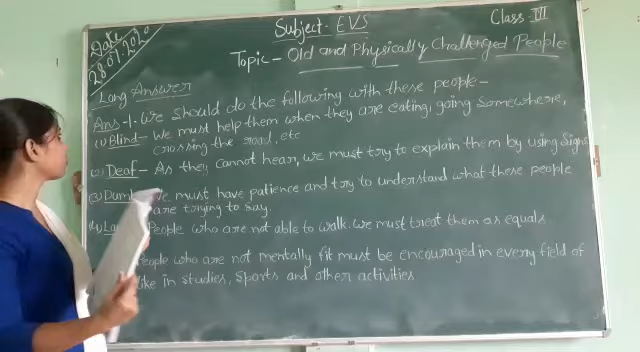 Date
28.07.2020
Subject- EVS
Class- VII
Topic- Old and Physically Challenged People
Long Answer
Ans-1. We should do the following with these people-
(1) Blind- We must help them when they are eating, going somewhere,
crossing the road, etc
(2) Deaf- As they cannot hear, we must try to explain them by using Signs
(3) Dumb must have patience and try to understand what these people
are trying to say.
(4) People who are not able to walk. We must treat them as equals
People who are not mentally fit must be encouraged in every field of
like in studies, Sports and other activities